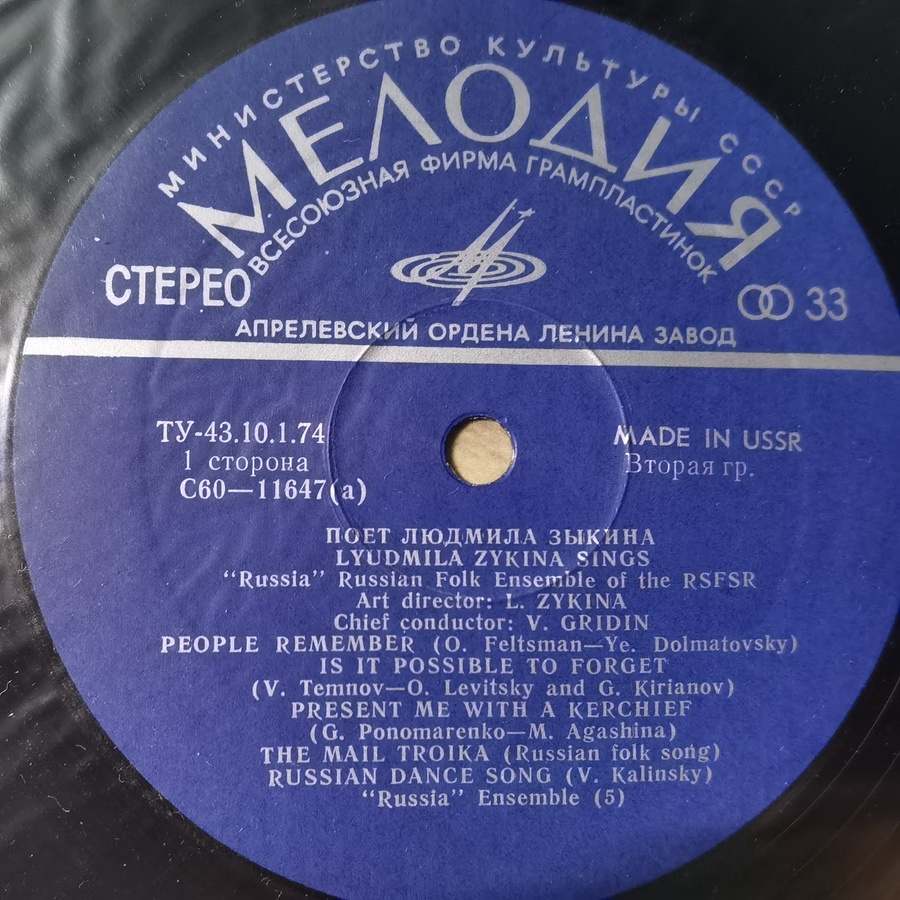 МИНИСТЕРСТВО КУЛЬТУРЫ СССР
МЕЛОДИЯ
ВСЕСОЮЗНАЯ ФИРМА ГРАМПЛАСТИНОК
СТЕРЕО
33
АПРЕЛЕВСКИЙ ОРДЕНА ЛЕНИНА ЗАВОД
ТУ-43.10.1.74
MADE IN USSR
1 сторона
Вторая гр.
С60—11647(а)
ПОЕТ ЛЮДМИЛА ЗЫКИНА
LYUDMILA ZYKINA SINGS
"Russia" Russian Folk Ensemble of the RSFSR
Art director: L. ZYKINA
Chief conductor: V. GRIDIN
PEOPLE REMEMBER (O. Feltsman—Ye. Dolmatovsky)
IS IT POSSIBLE TO FORGET
(V. Temnov—O. Levitsky and G. Kirianov)
PRESENT ME WITH A KERCHIEF
(G. Ponomarenko—M. Agashina)
THE MAIL TROIKA (Russian folk song)
RUSSIAN DANCE SONG (V. Kalinsky)
"Russia" Ensemble (5)